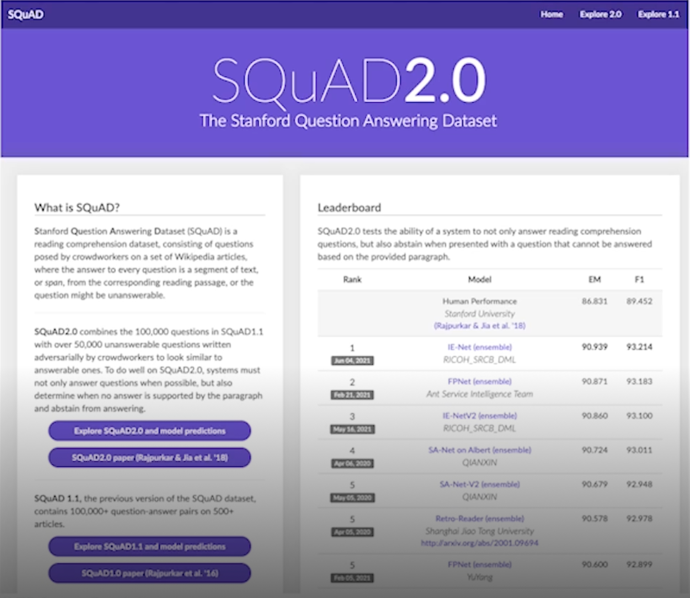 SQuAD
Home Explore 2.0 Explore 1.1
SQuAD2.0
The Stanford Question Answering Dataset
What is SQuAD?
Stanford Question Answering Dataset (SQuAD) is a
reading comprehension dataset, consisting of questions
posed by crowdworkers on a set of Wikipedia articles,
where the answer to every question is a segment of text,
or span, from the corresponding reading passage, or the
question might be unanswerable.
SQuAD2.0 combines the 100,000 questions in SQuAD1.1
with over 50,000 unanswerable questions written
adversarially by crowdworkers to look similar to
answerable ones. To do well on SQuAD2.0, systems must
not only answer questions when possible, but also
determine when no answer is supported by the paragraph
and abstain from answering.
Explore SQuAD2.0 and model predictions
SQuAD2.0 paper (Rajpurkar & Jia et al. '18)
SQuAD 1.1, the previous version of the SQuAD dataset,
contains 100,000+ question-answer pairs on 500+
articles.
Explore SQuAD1.1 and model predictions
SQuAD1.0 paper (Rajpurkar et al. '16)
Leaderboard
SQuAD2.0 tests the ability of a system to not only answer reading comprehension
questions, but also abstain when presented with a question that cannot be answered
based on the provided paragraph.
Rank Model EM F1
Human Performance 86.831 89.452
Stanford University
(Rajpurkar & Jia et al. '18)
1 IE-Net (ensemble) 90.939 93.214
Jun 04, 2021 RICOH_SRCB_DML
2 FPNet (ensemble) 90.871 93.183
Feb 21, 2021 Ant Service Intelligence Team
3 IE-NetV2 (ensemble) 90.860 93.100
May 16, 2021 RICOH_SRCB_DML
4 SA-Net on Albert (ensemble) 90.724 93.011
Apr 06, 2020 QIANXIN
5 SA-Net-V2 (ensemble) 90.679 92.948
May 05, 2020 QIANXIN
5 Retro-Reader (ensemble) 90.578 92.978
Apr 05, 2020 Shanghai Jiao Tong University
http://arxiv.org/abs/2001.09694
5 FPNet (ensemble) 90.600 92.899
Feb 05, 2021 YuYang